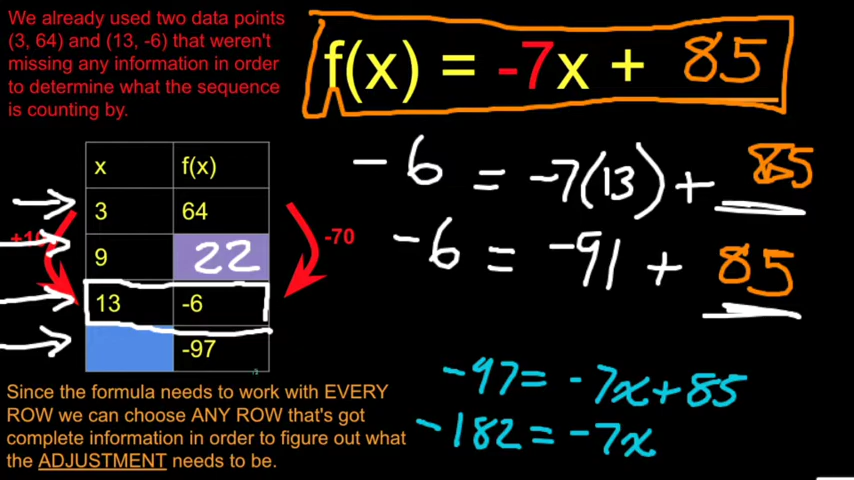 We already used two data points
(3, 64) and (13, -6) that weren't
missing any information in order
to determine what the sequence
is counting by.
f(x) = -7x + 85
x f(x)
3 64
9 22
13 -6
-97
-70
-6 = -7(13) + 85
-6 = -91 + 85
-97 = -7x + 85
-182 = -7x
Since the formula needs to work with EVERY
ROW we can choose ANY ROW that's got
complete information in order to figure out what
the ADJUSTMENT needs to be.